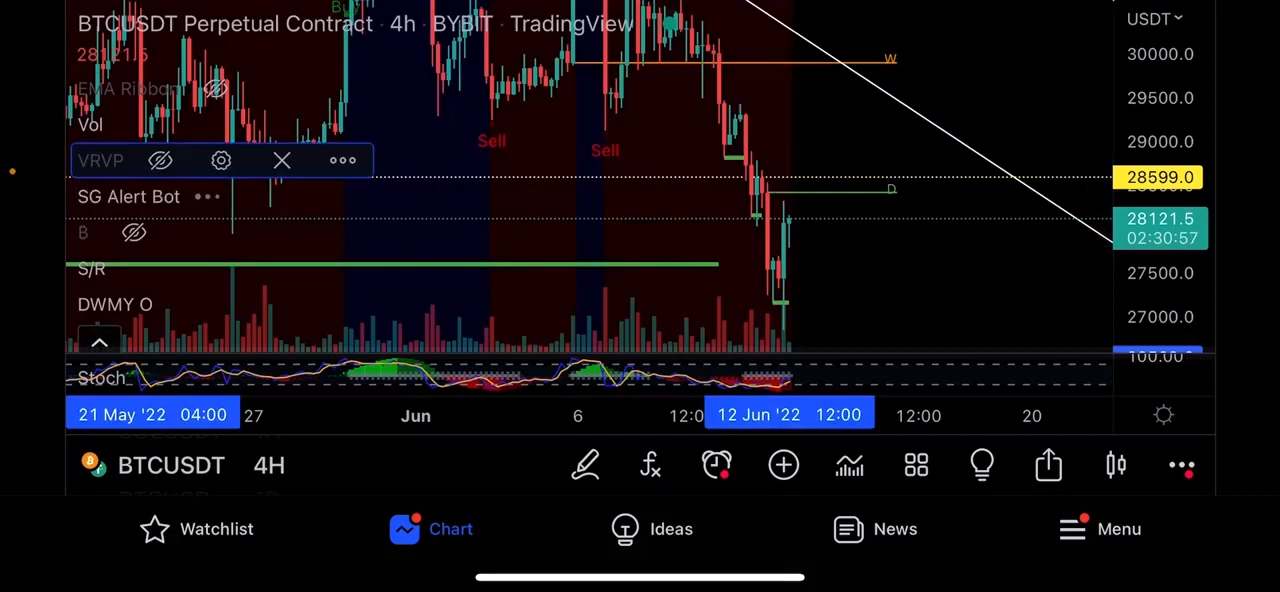 Buy
BTCUSDT Perpetual Contract · 4h · BYBIT · TradingView
USDT
28121.5
30000.0
W
EMA Ribbon
29500.0
Vol
Sell
Sell
29000.0
VRVP
28599.0
D
SG Alert Bot
28121.5
02:30:57
B
S/R
27500.0
DWMY O
27000.0
100.00
Stoch
21 May '22 04:00
27
Jun
6
12:0
12 Jun '22 12:00
12:00
20
BTCUSDT 4H
Watchlist
Chart
Ideas
News
Menu